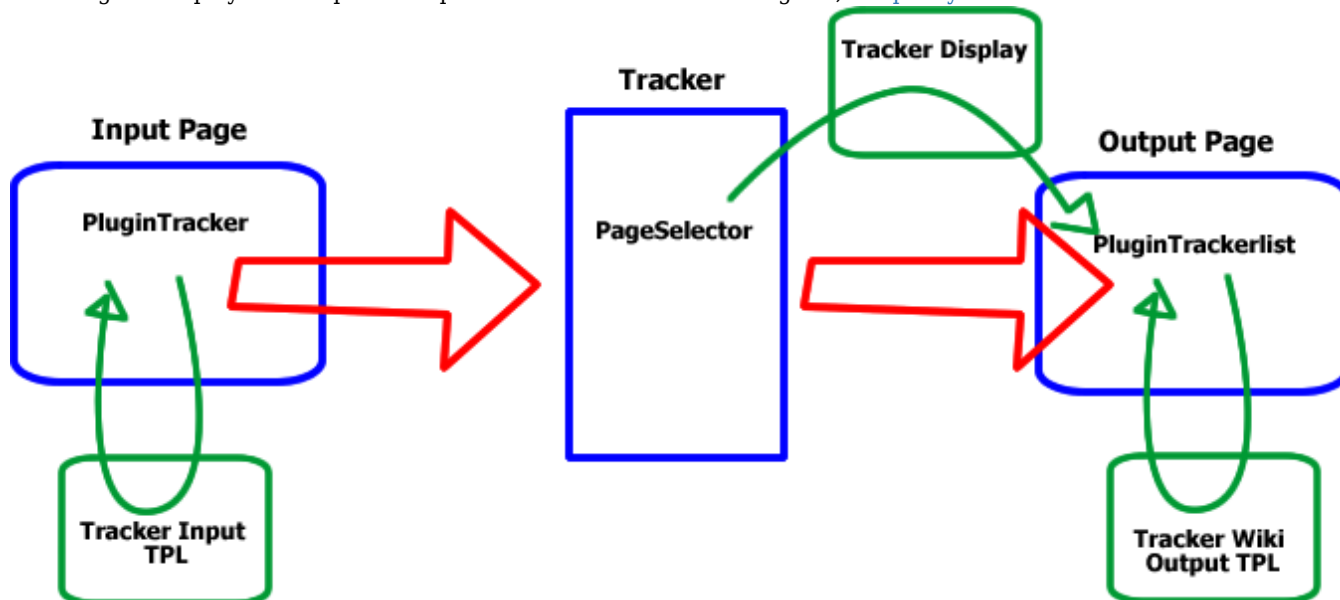 Tracker Display
Tracker
Input Page
Output Page
PluginTracker
PageSelector
PluginTrackerlist
Tracker Input
TPL
Tracker Wiki
Output TPL